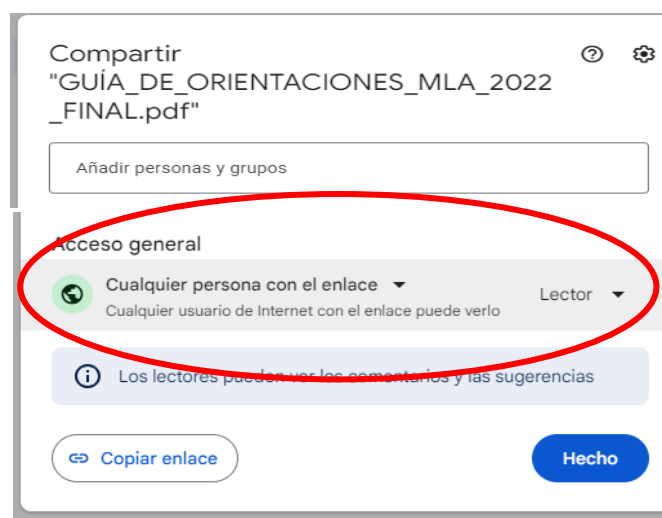 Compartir
"GUÍA_DE_ORIENTACIONES_MLA_2022
_FINAL.pdf"
Añadir personas y grupos
Acceso general
Cualquier persona con el enlace
Lector
Cualquier usuario de Internet con el enlace puede verlo
Los lectores pueden ver los comentarios y las sugerencias
Copiar enlace
Hecho